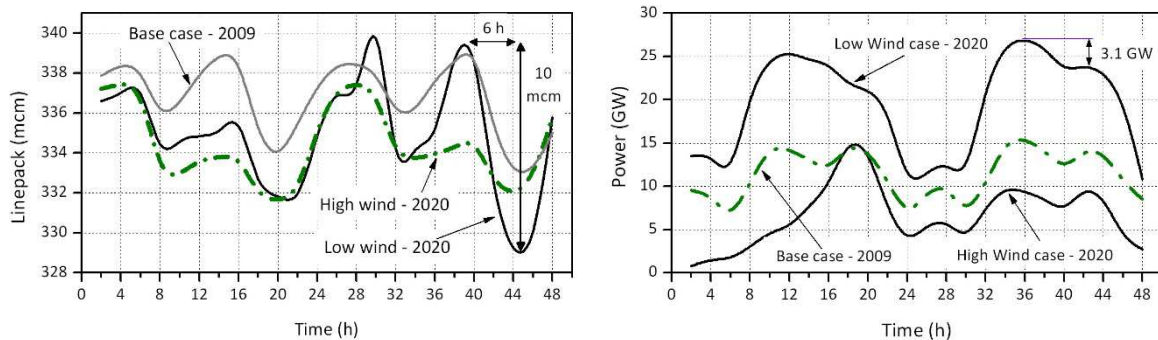 340
338
336
334
332
330
328
Linepack (mcm)
Base case - 2009
6 h
10
mcm
High wind - 2020
Low wind - 2020
0 4 8 12 16 20 24 28 32 36 40 44 48
Time (h)
30
25
20
15
10
5
0
Power (GW)
Low Wind case - 2020
3.1 GW
Base case - 2009
High Wind case - 2020
0 4 8 12 16 20 24 28 32 36 40 44 48
Time (h)